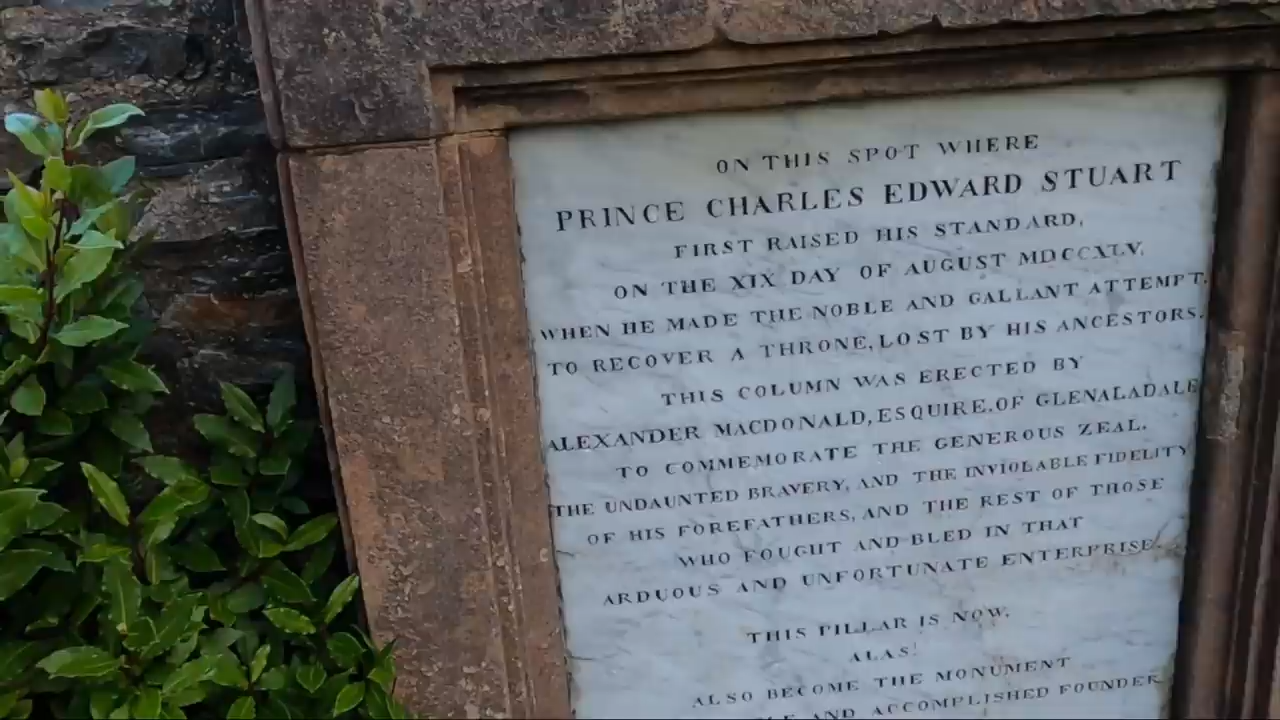 ON THIS SPOT WHERE
PRINCE CHARLES EDWARD STUART
FIRST RAISED HIS STANDARD,
ON THE XIX DAY OF AUGUST MDCCXLV,
WHEN HE MADE THE NOBLE AND GALLANT ATTEMPT,
TO RECOVER A THRONE, LOST BY HIS ANCESTORS.
THIS COLUMN WAS ERECTED BY
ALEXANDER MACDONALD, ESQUIRE, OF GLENALADALE
TO COMMEMORATE THE GENEROUS ZEAL,
THE UNDAUNTED BRAVERY, AND THE INVIOLABLE FIDELITY
OF HIS FOREFATHERS, AND THE REST OF THOSE
WHO FOUGHT AND BLED IN THAT
ARDUOUS AND UNFORTUNATE ENTERPRISE.
THIS PILLAR IS NOW,
ALAS!
ALSO BECOME THE MONUMENT
AND ACCOMPLISHED FOUNDER